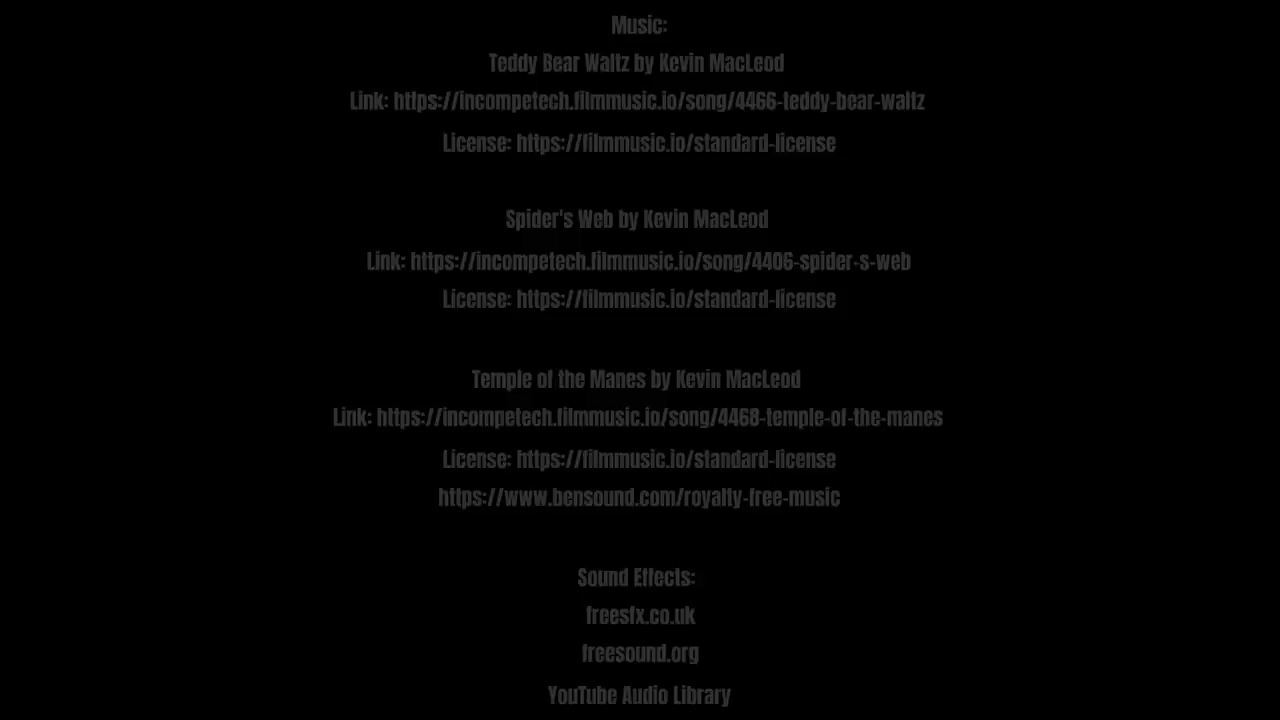 Music:
Teddy Bear Waltz by Kevin MacLeod
Link: https://incompetech.filmmusic.io/song/4466-teddy-bear-waltz
License: https://filmmusic.io/standard-license
Spider's Web by Kevin MacLeod
Link: https://incompetech.filmmusic.io/song/4406-spider-s-web
License: https://filmmusic.io/standard-license
Temple of the Manes by Kevin MacLeod
Link: https://incompetech.filmmusic.io/song/4468-temple-of-the-manes
License: https://filmmusic.io/standard-license
https://www.bensound.com/royalty-free-music
Sound Effects:
freesfx.co.uk
freesound.org
YouTube Audio Library